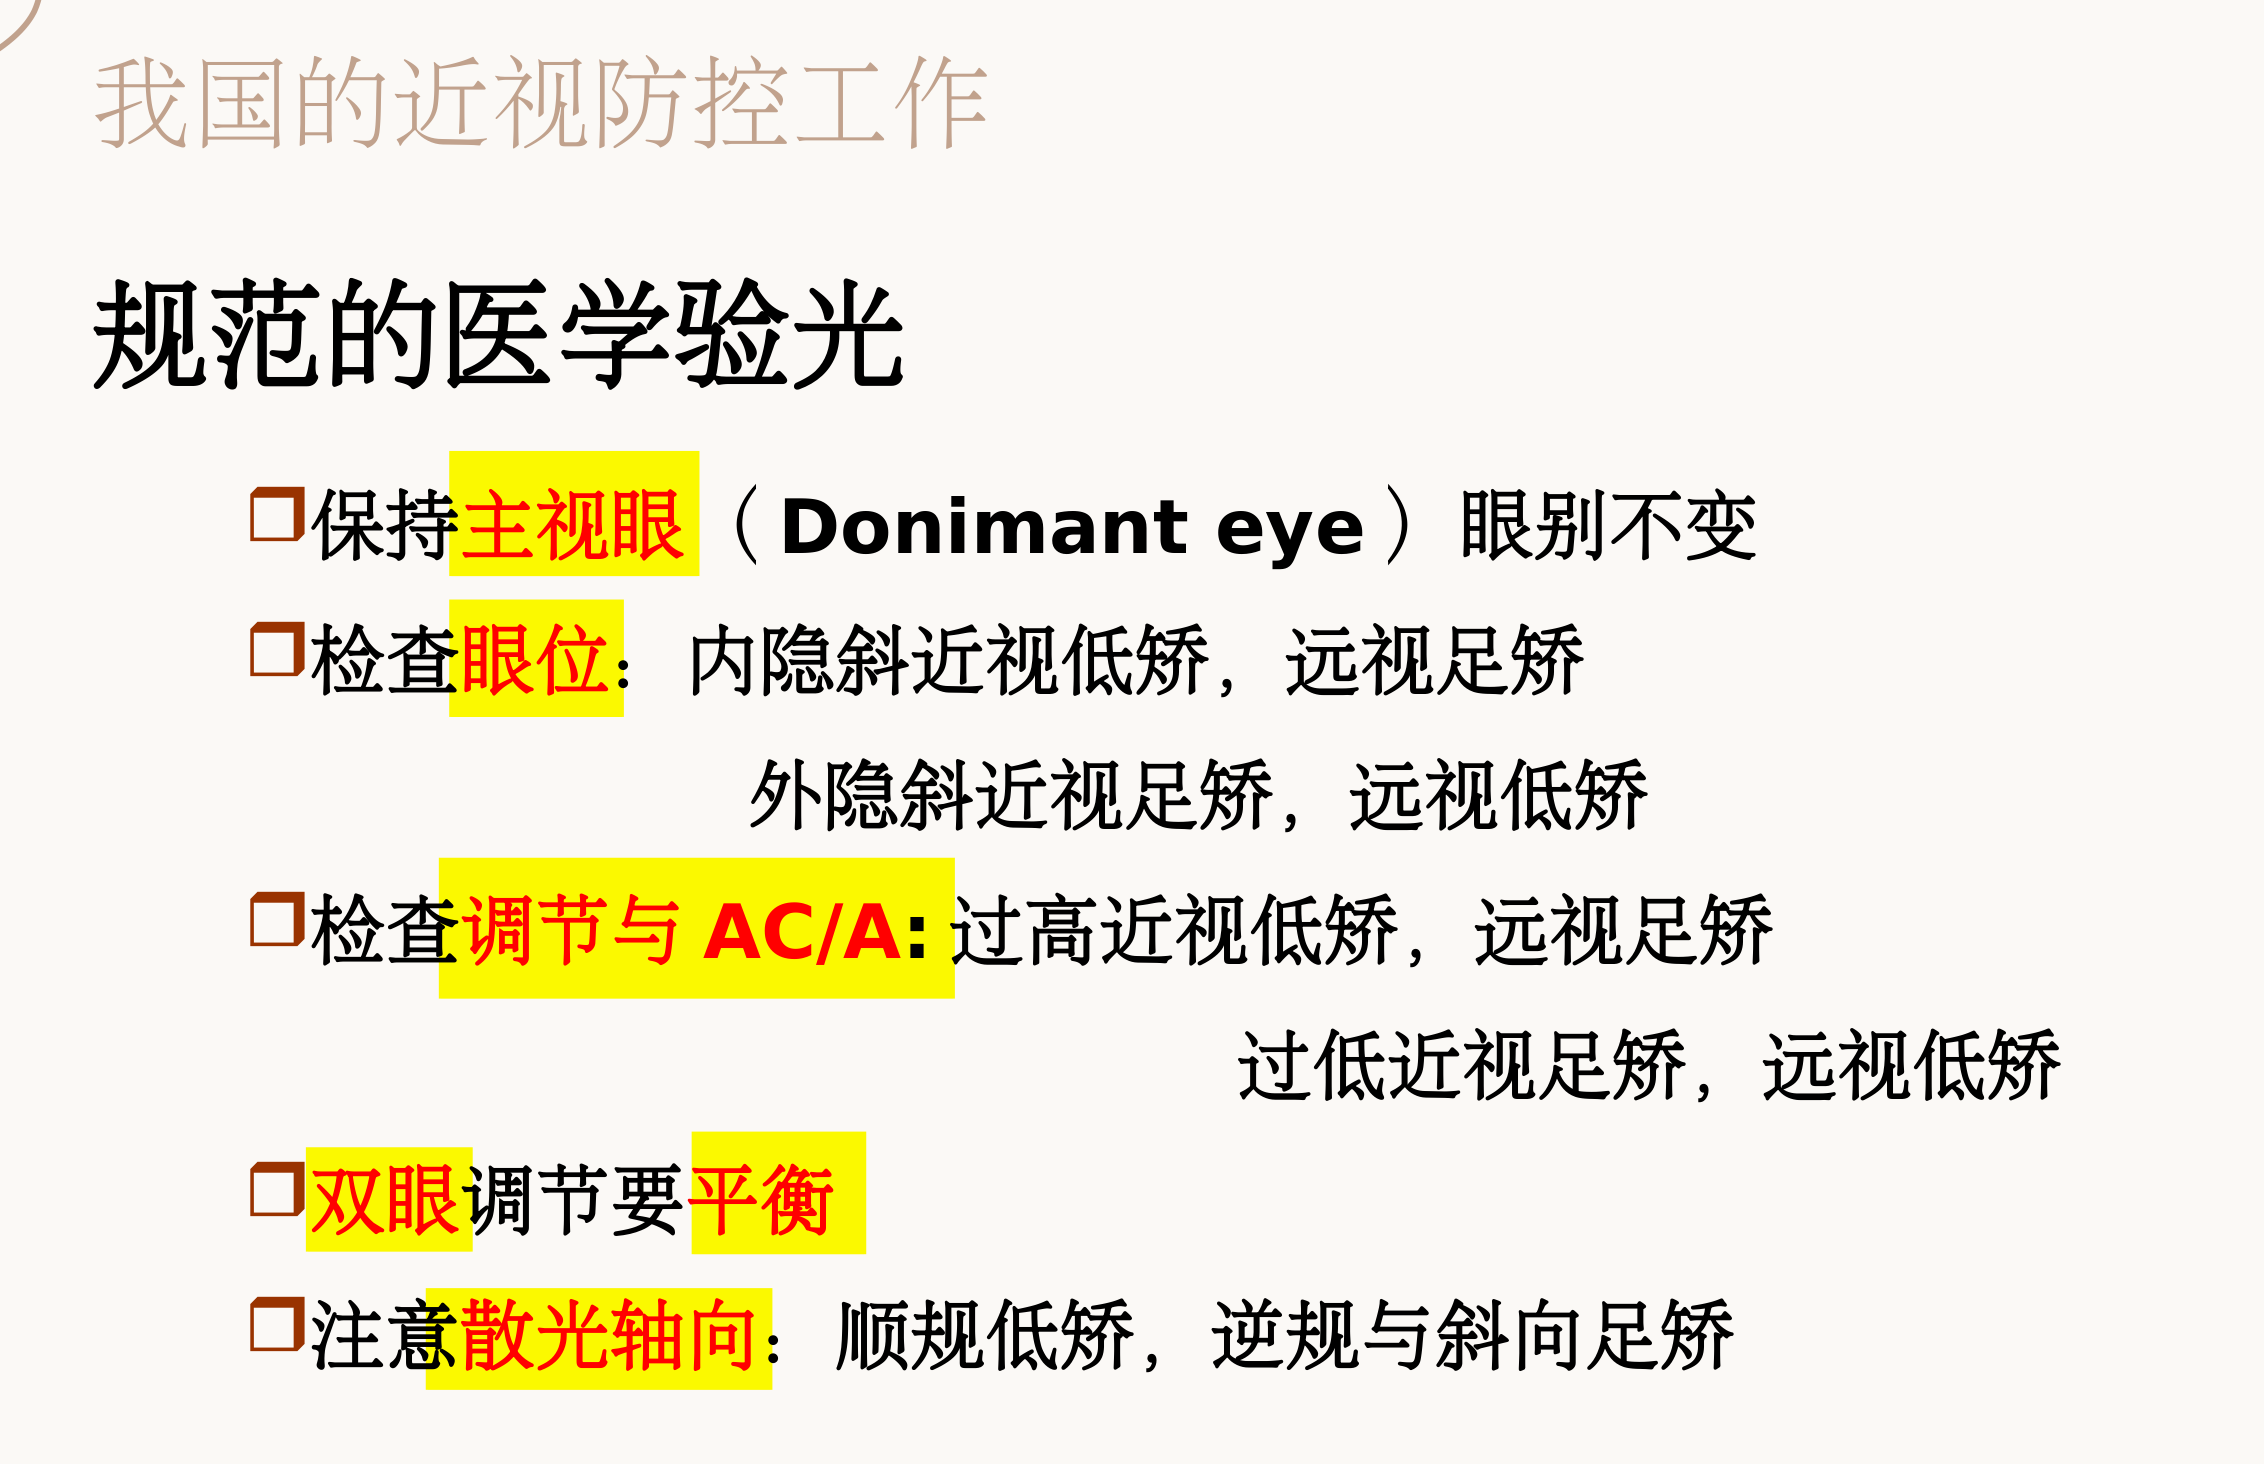 我国的近视防控工作
规范的医学验光
❒保持主视眼（Donimant eye）眼别不变
❒检查眼位：内隐斜近视低矫，远视足矫
外隐斜近视足矫，远视低矫
❒检查调节与AC/A:过高近视低矫，远视足矫
过低近视足矫，远视低矫
❒双眼调节要平衡
❒注意散光轴向：顺规低矫，逆规与斜向足矫